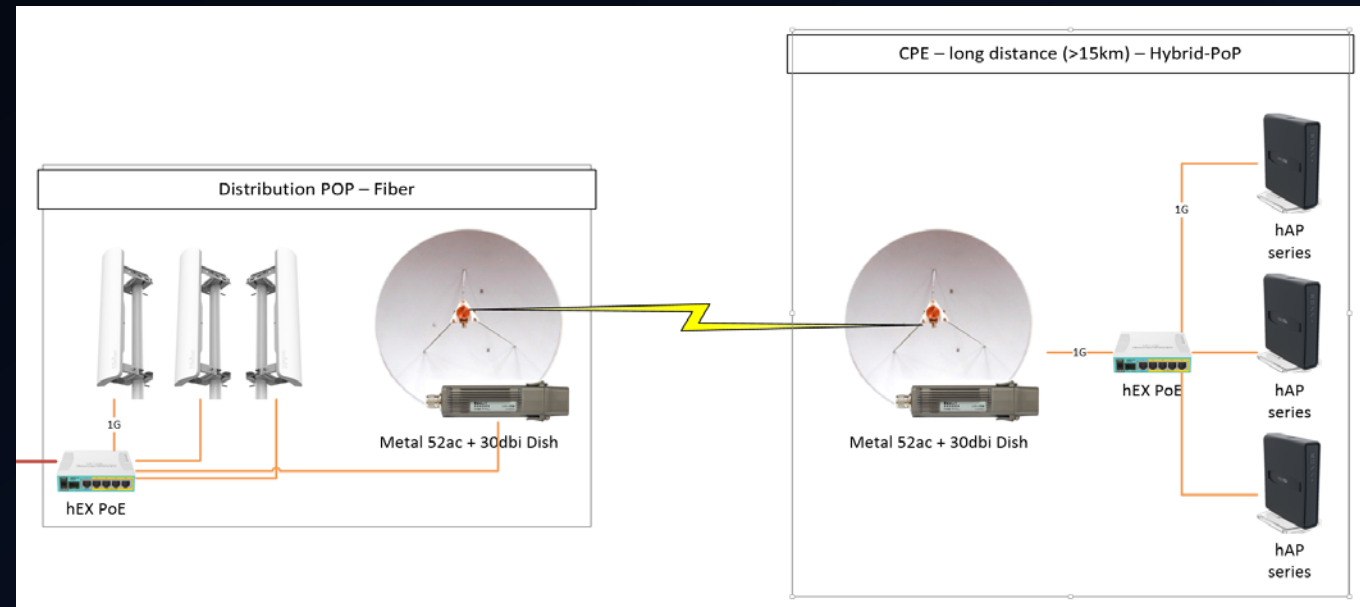 CPE – long distance (>15km) – Hybrid-PoP
Distribution POP – Fiber
1G
hAP
series
1G
hEX PoE
hAP
series
Metal 52ac + 30dbi Dish
Metal 52ac + 30dbi Dish
1G
hEX PoE
hAP
series